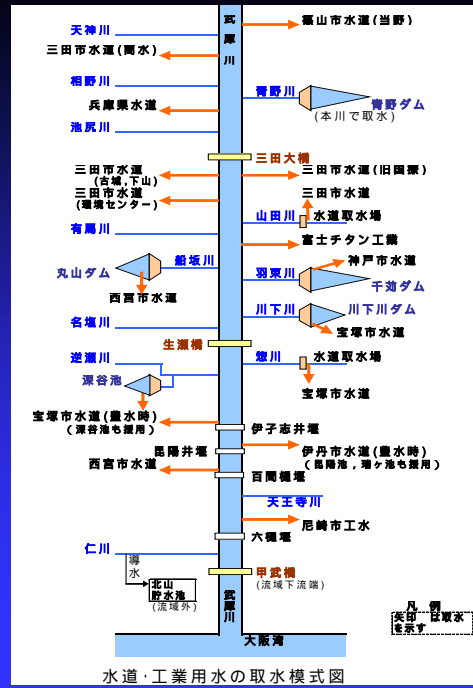 武庫川
天神川
篠山市水道(当野)
三田市水道(南水)
相野川
青野川
青野ダム
(本川で取水)
兵庫県水道
池尻川
三田大橋
三田市水道
(古城,下山)
三田市水道(旧国療)
三田市水道
(環境センター)
三田市水道
山田川
水道取水場
有馬川
富士チタン工業
船坂川
丸山ダム
西宮市水道
神戸市水道
羽束川
千苅ダム
川下川
川下川ダム
宝塚市水道
名塩川
生瀬橋
逆瀬川
惣川
水道取水場
深谷池
宝塚市水道
宝塚市水道(豊水時)
(深谷池も援用)
伊孑志井堰
昆陽井堰
伊丹市水道(豊水時)
(昆陽池,瑞ヶ池も援用)
西宮市水道
百間樋堰
天王寺川
尼崎市工水
六樋堰
仁川
導水
北山
貯水池
(流域外)
甲武橋
(流域下流端)
武庫川
大阪湾
凡 例
矢印 は取水
を示す
水道・工業用水の取水模式図